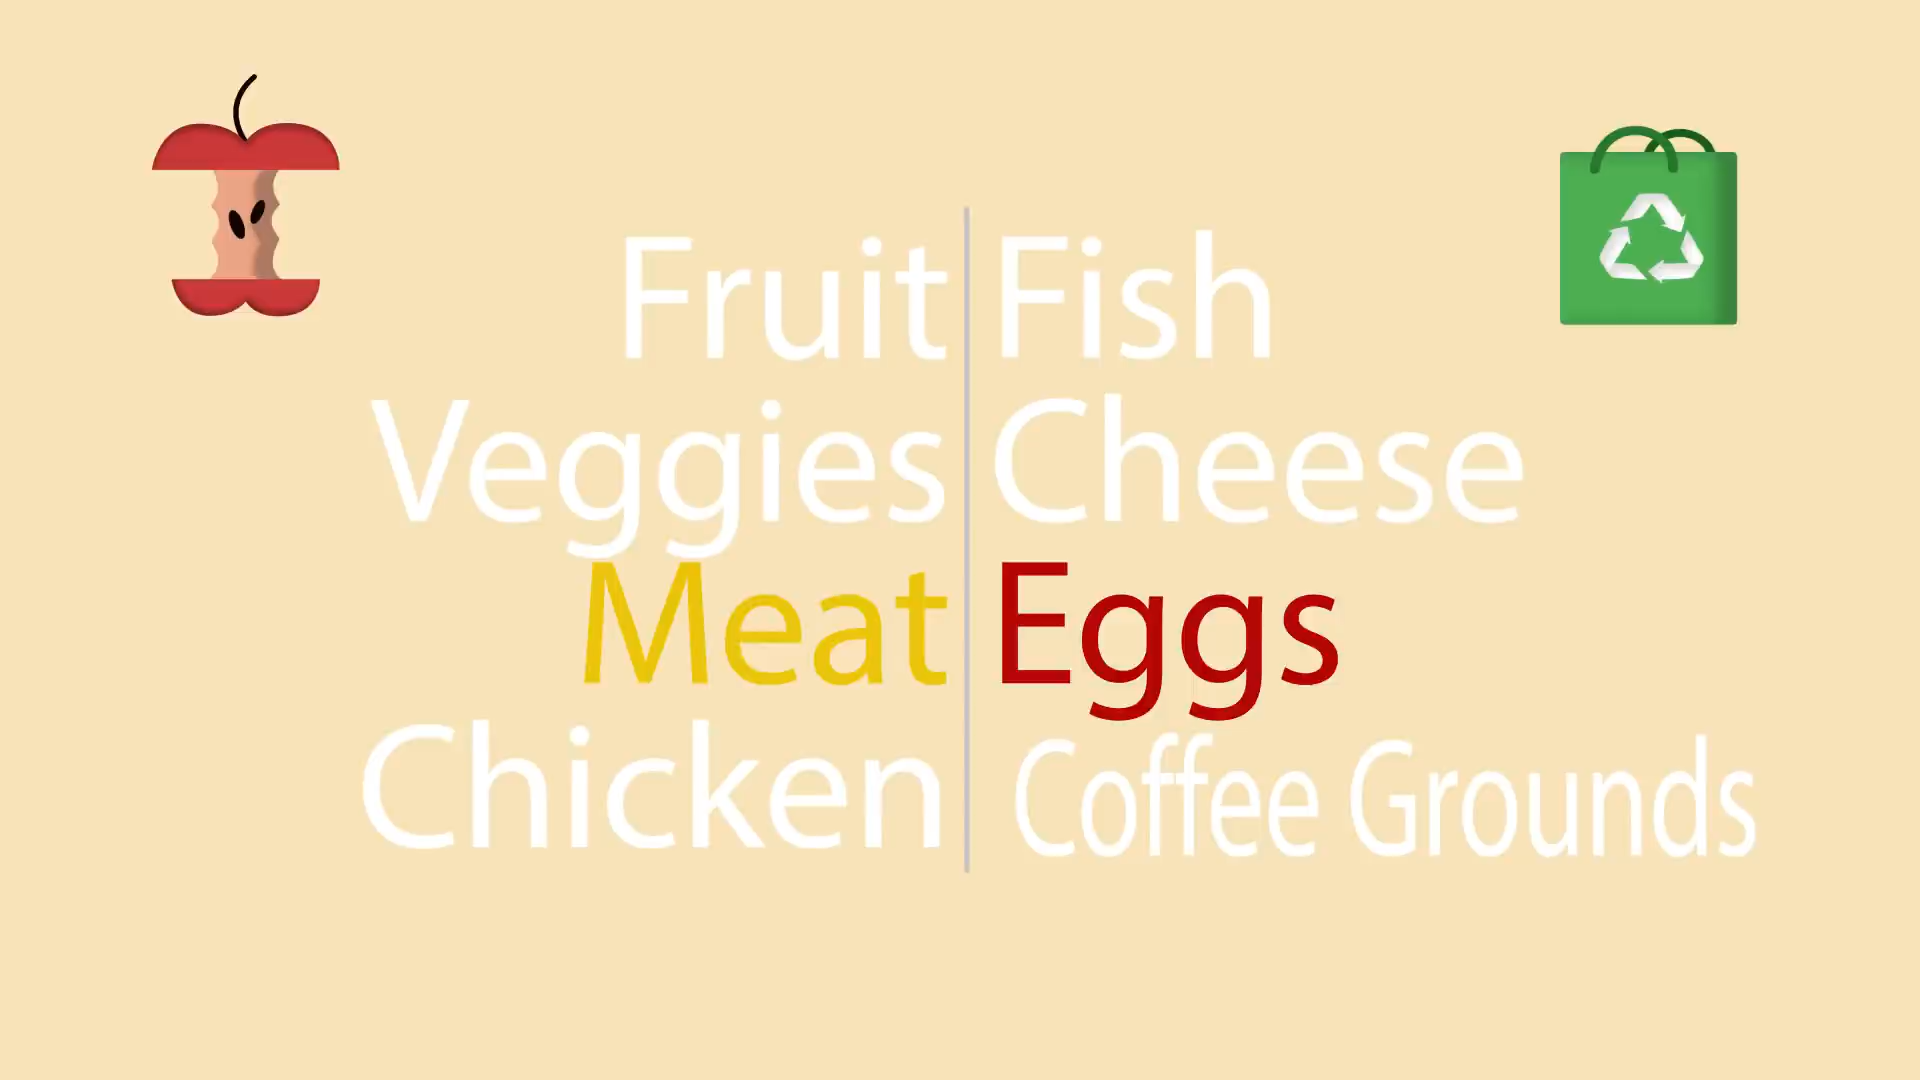 Fruit
Veggies
Meat
Chicken
Fish
Cheese
Eggs
Coffee Grounds